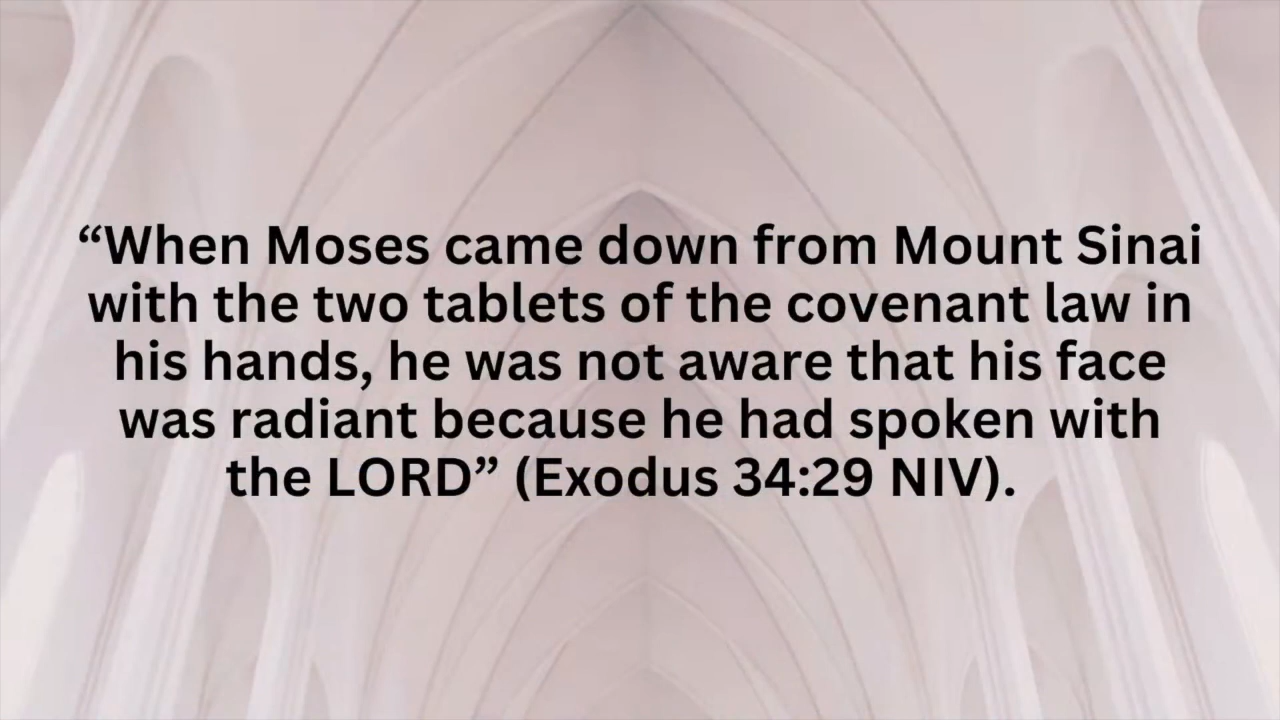 “When Moses came down from Mount Sinai
with the two tablets of the covenant law in
his hands, he was not aware that his face
was radiant because he had spoken with
the LORD” (Exodus 34:29 NIV).